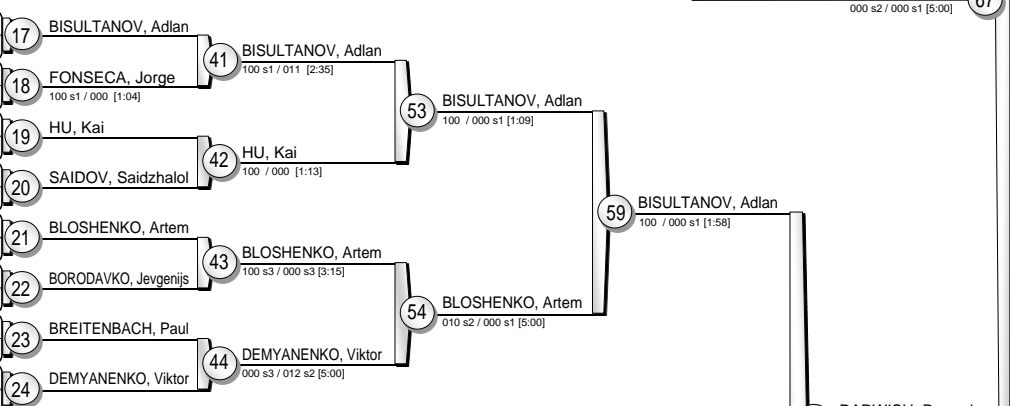 000 s2 / 000 s1 [5:00]
67
17
BISULTANOV, Adlan
41
BISULTANOV, Adlan
100 s1 / 011 [2:35]
18
FONSECA, Jorge
100 s1 / 000 [1:04]
53
BISULTANOV, Adlan
100 / 000 s1 [1:09]
19
HU, Kai
42
HU, Kai
100 / 000 [1:13]
20
SAIDOV, Saidzhalol
59
BISULTANOV, Adlan
100 / 000 s1 [1:58]
21
BLOSHENKO, Artem
43
BLOSHENKO, Artem
100 s3 / 000 s3 [3:15]
22
BORODAVKO, Jevgenijs
54
BLOSHENKO, Artem
010 s2 / 000 s1 [5:00]
23
BREITENBACH, Paul
44
DEMYANENKO, Viktor
000 s3 / 012 s2 [5:00]
24
DEMYANENKO, Viktor